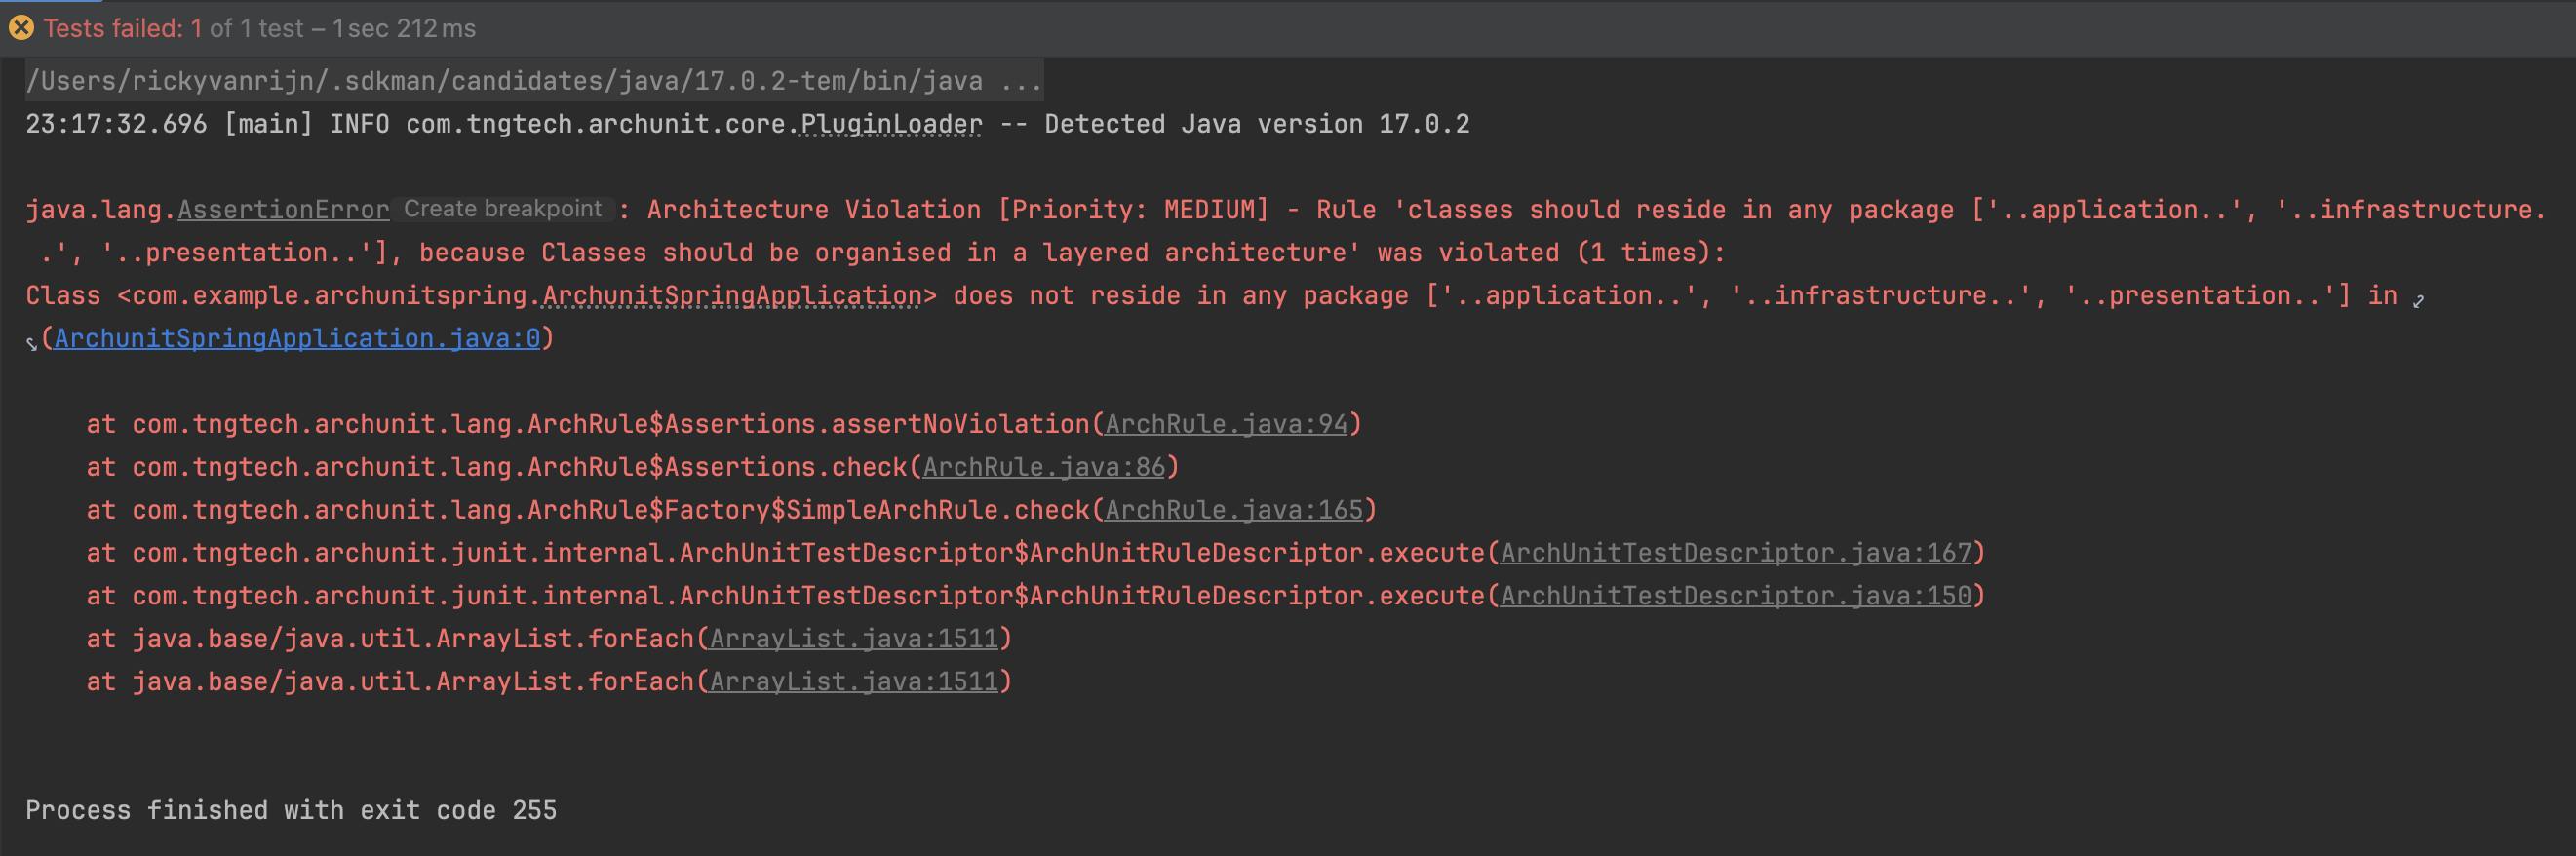 Tests failed: 1 of 1 test – 1 sec 212 ms
/Users/rickyvanrijn/.sdkman/candidates/java/17.0.2-tem/bin/java ...
23:17:32.696 [main] INFO com.tngtech.archunit.core.PluginLoader -- Detected Java version 17.0.2
java.lang.AssertionError Create breakpoint : Architecture Violation [Priority: MEDIUM] - Rule 'classes should reside in any package ['..application..', '..infrastructure.
.', '..presentation..'], because Classes should be organised in a layered architecture' was violated (1 times):
Class <com.example.archunitspring.ArchunitSpringApplication> does not reside in any package ['..application..', '..infrastructure..', '..presentation..'] in
(ArchunitSpringApplication.java:0)
at com.tngtech.archunit.lang.ArchRule$Assertions.assertNoViolation(ArchRule.java:94)
at com.tngtech.archunit.lang.ArchRule$Assertions.check(ArchRule.java:86)
at com.tngtech.archunit.lang.ArchRule$Factory$SimpleArchRule.check(ArchRule.java:165)
at com.tngtech.archunit.junit.internal.ArchUnitTestDescriptor$ArchUnitRuleDescriptor.execute(ArchUnitTestDescriptor.java:167)
at com.tngtech.archunit.junit.internal.ArchUnitTestDescriptor$ArchUnitRuleDescriptor.execute(ArchUnitTestDescriptor.java:150)
at java.base/java.util.ArrayList.forEach(ArrayList.java:1511)
at java.base/java.util.ArrayList.forEach(ArrayList.java:1511)
Process finished with exit code 255